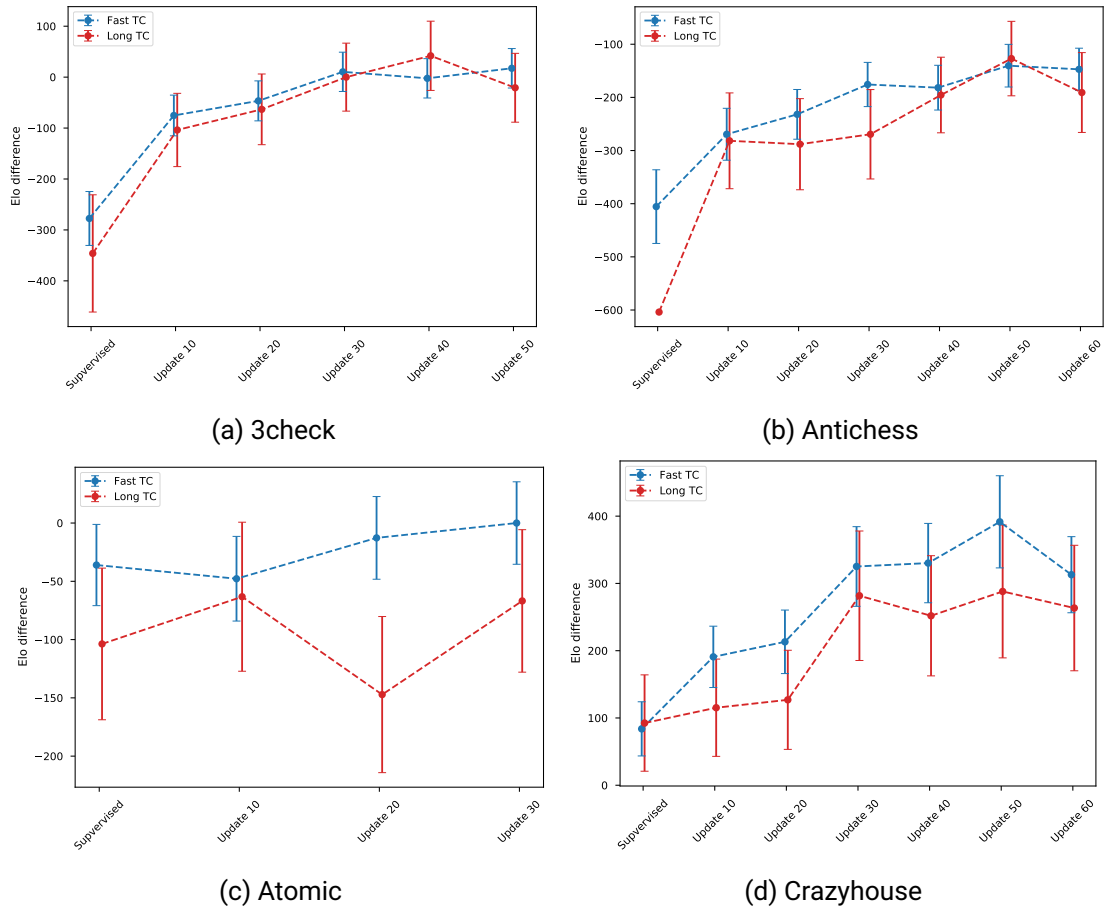 Fast TC
Long TC
Elo difference
100
0
−100
−200
−300
−400
Supvervised
Update 10
Update 20
Update 30
Update 40
Update 50
(a) 3check
Fast TC
Long TC
Elo difference
−100
−200
−300
−400
−500
−600
Supvervised
Update 10
Update 20
Update 30
Update 40
Update 50
Update 60
(b) Antichess
Fast TC
Long TC
Elo difference
0
−50
−100
−150
−200
Supvervised
Update 10
Update 20
Update 30
(c) Atomic
Fast TC
Long TC
Elo difference
400
300
200
100
0
Supvervised
Update 10
Update 20
Update 30
Update 40
Update 50
Update 60
(d) Crazyhouse